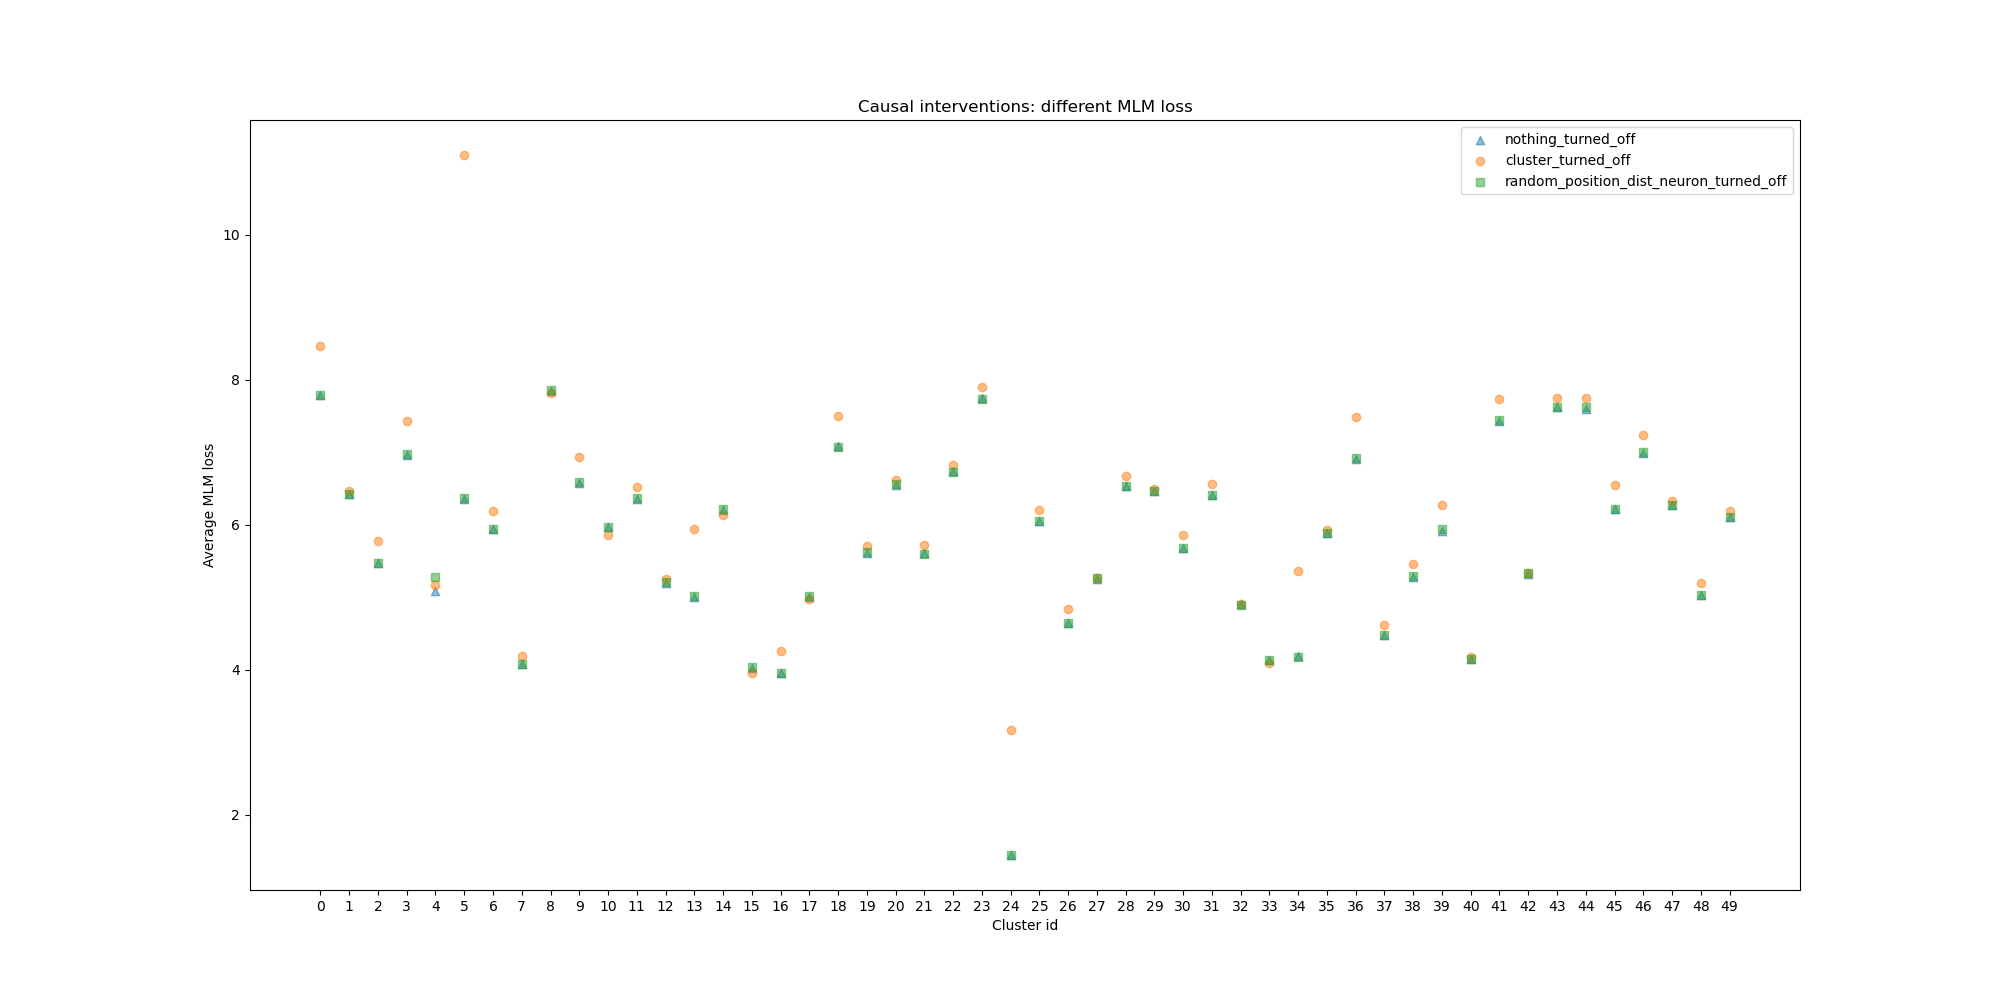 Causal interventions: different MLM loss
nothing_turned_off
cluster_turned_off
random_position_dist_neuron_turned_off
Average MLM loss
10
8
6
4
2
0 1 2 3 4 5 6 7 8 9 10 11 12 13 14 15 16 17 18 19 20 21 22 23 24 25 26 27 28 29 30 31 32 33 34 35 36 37 38 39 40 41 42 43 44 45 46 47 48 49
Cluster id